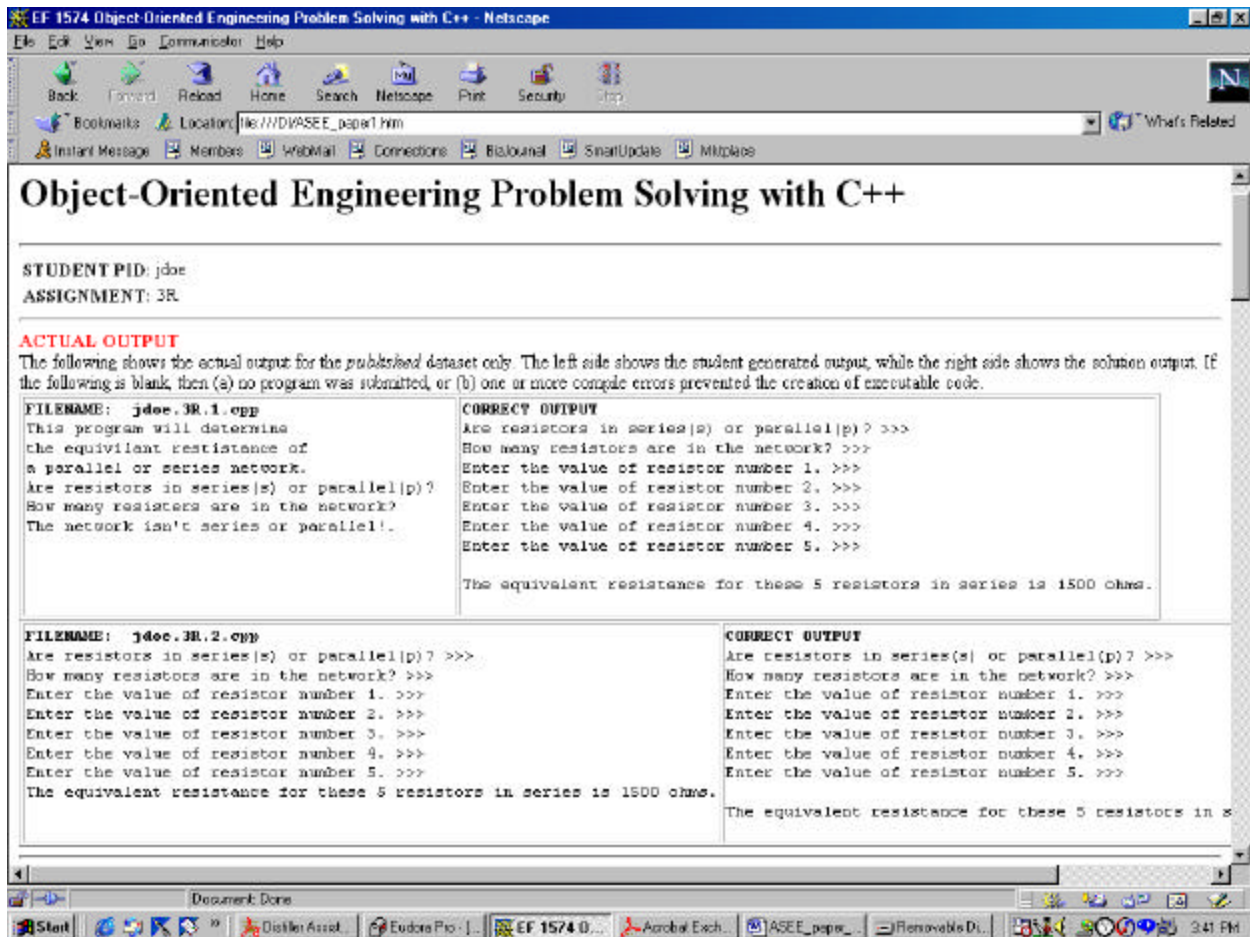 EF 1574 Object-Oriented Engineering Problem Solving with C++ - Netscape
File Edit View Go Communicator Help
Back Forward Reload Home Search Netscape Print Security Stop
Bookmarks Location: file:///D|/ASEE_paper1.htm What's Related
Instant Message Members WebMail Connections BizJournal SmartUpdate Mktplace
Object-Oriented Engineering Problem Solving with C++
STUDENT PID: jdoe
ASSIGNMENT: 3R
ACTUAL OUTPUT
The following shows the actual output for the published dataset only. The left side shows the student generated output, while the right side shows the solution output. If
the following is blank, then (a) no program was submitted, or (b) one or more compile errors prevented the creation of executable code.
FILENAME: jdoe.3R.1.cpp
This program will determine
the equivilant restistance of
a parallel or series network.
Are resistors in series(s) or parallel(p)?
How many resisters are in the network?
The network isn't series or parallel!.
CORRECT OUTPUT
Are resistors in series(s) or parallel(p)? >>>
How many resistors are in the network? >>>
Enter the value of resistor number 1. >>>
Enter the value of resistor number 2. >>>
Enter the value of resistor number 3. >>>
Enter the value of resistor number 4. >>>
Enter the value of resistor number 5. >>>
The equivalent resistance for these 5 resistors in series is 1500 ohms.
FILENAME: jdoe.3R.2.cpp
Are resistors in series(s) or parallel(p)? >>>
How many resistors are in the network? >>>
Enter the value of resistor number 1. >>>
Enter the value of resistor number 2. >>>
Enter the value of resistor number 3. >>>
Enter the value of resistor number 4. >>>
Enter the value of resistor number 5. >>>
The equivalent resistance for these 5 resistors in series is 1500 ohms.
CORRECT OUTPUT
Are resistors in series(s) or parallel(p)? >>>
How many resistors are in the network? >>>
Enter the value of resistor number 1. >>>
Enter the value of resistor number 2. >>>
Enter the value of resistor number 3. >>>
Enter the value of resistor number 4. >>>
Enter the value of resistor number 5. >>>
The equivalent resistance for these 5 resistors in s
Document: Done
Start » Distiller Assist... Eudora Pro - [... EF 1574 O... Acrobat Exch... ASEE_paper_... Removable Di... 3:41 PM